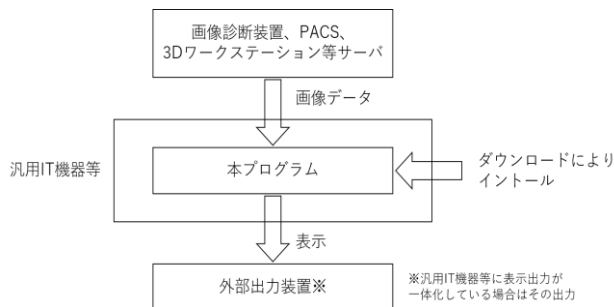 画像診断装置、PACS、
3Dワークステーション等サーバ
画像データ
汎用IT機器等
本プログラム
ダウンロードにより
イントール
表示
外部出力装置※
※汎用IT機器等に表示出力が
一体化している場合はその出力